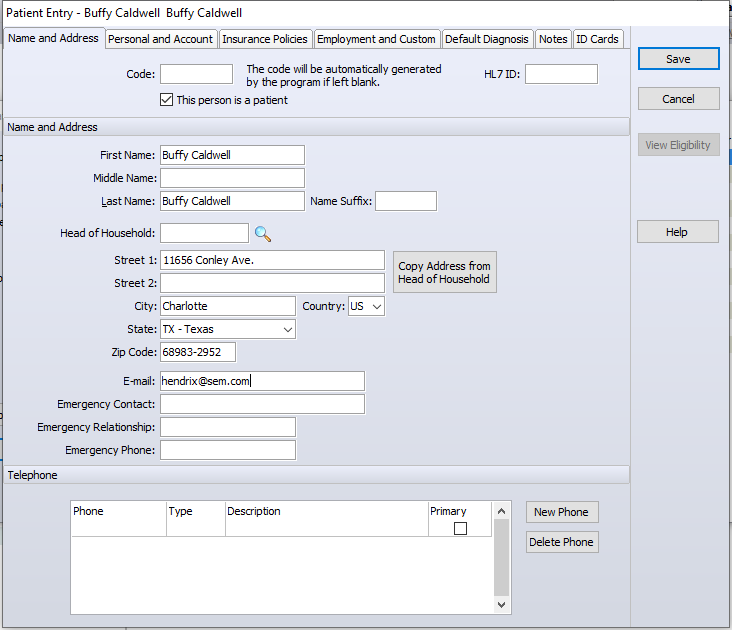 Patient Entry - Buffy Caldwell  Buffy Caldwell
Name and Address Personal and Account Insurance Policies Employment and Custom Default Diagnosis Notes ID Cards
Code: The code will be automatically generated
by the program if left blank.
HL7 ID:
This person is a patient
Name and Address
First Name: Buffy Caldwell
Middle Name:
Last Name: Buffy Caldwell Name Suffix:
Head of Household:
Street 1: 11656 Conley Ave.
Street 2:
Copy Address from
Head of Household
City: Charlotte Country: US
State: TX - Texas
Zip Code: 68983-2952
E-mail: hendrix@sem.com
Emergency Contact:
Emergency Relationship:
Emergency Phone:
Telephone
Phone Type Description Primary
New Phone
Delete Phone
Save
Cancel
View Eligibility
Help